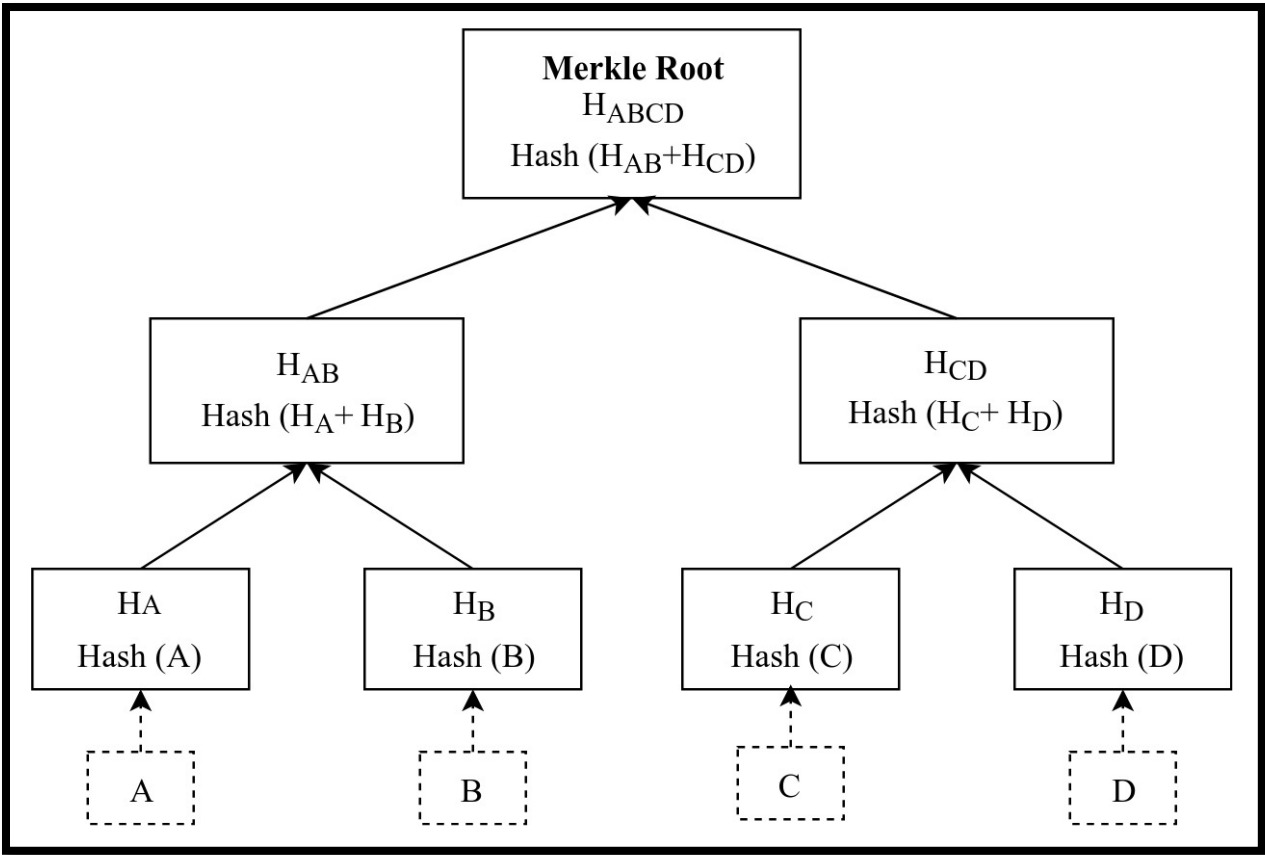 Merkle Root
HABCD
Hash (HAB+HCD)
HAB
Hash (HA+ HB)
HCD
Hash (HC+ HD)
HA
Hash (A)
HB
Hash (B)
HC
Hash (C)
HD
Hash (D)
A
B
C
D